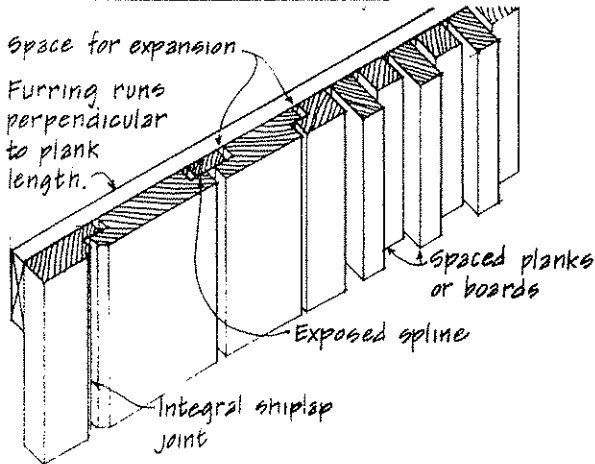 Space for expansion
Furring runs
perpendicular
to plank
length.
Spaced planks
or boards
Exposed spline
Integral shiplap
joint